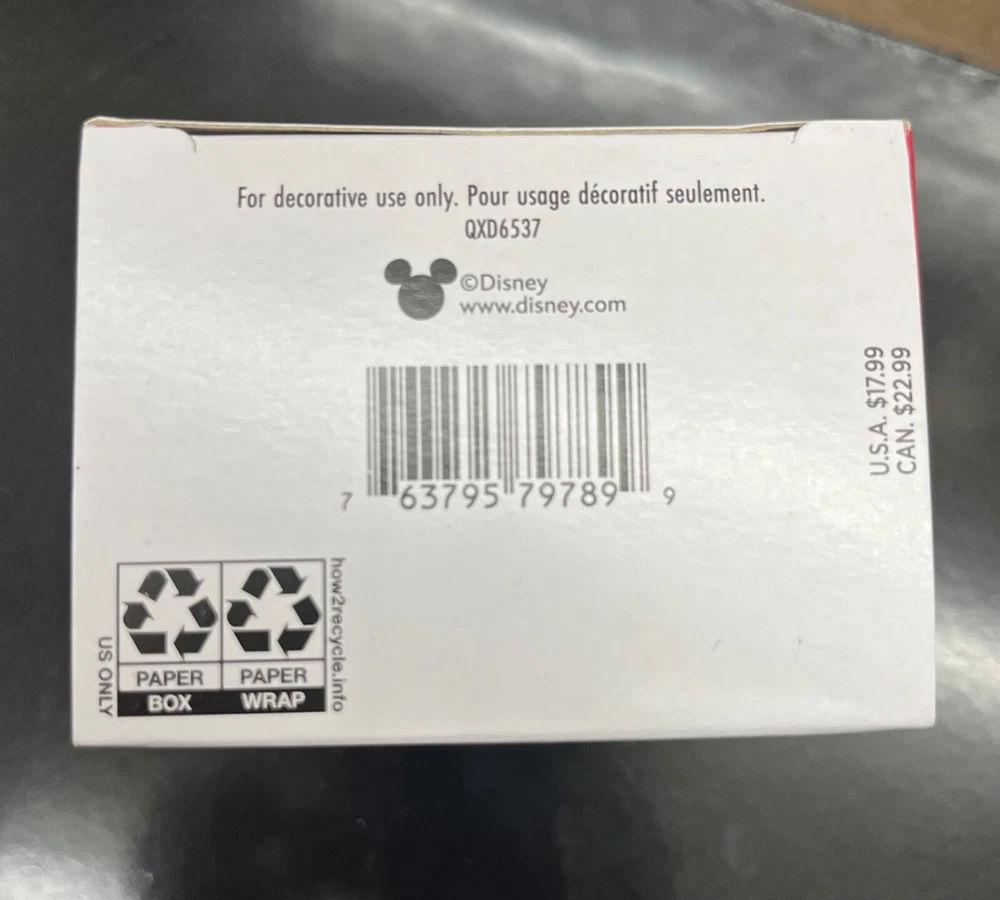 For decorative use only. Pour usage décoratif seulement.
QXD6537
©Disney
www.disney.com
U.S.A. $17.99
CAN. $22.99
7 63795 79789 9
US ONLY
PAPER PAPER
BOX WRAP
how2recycle.info